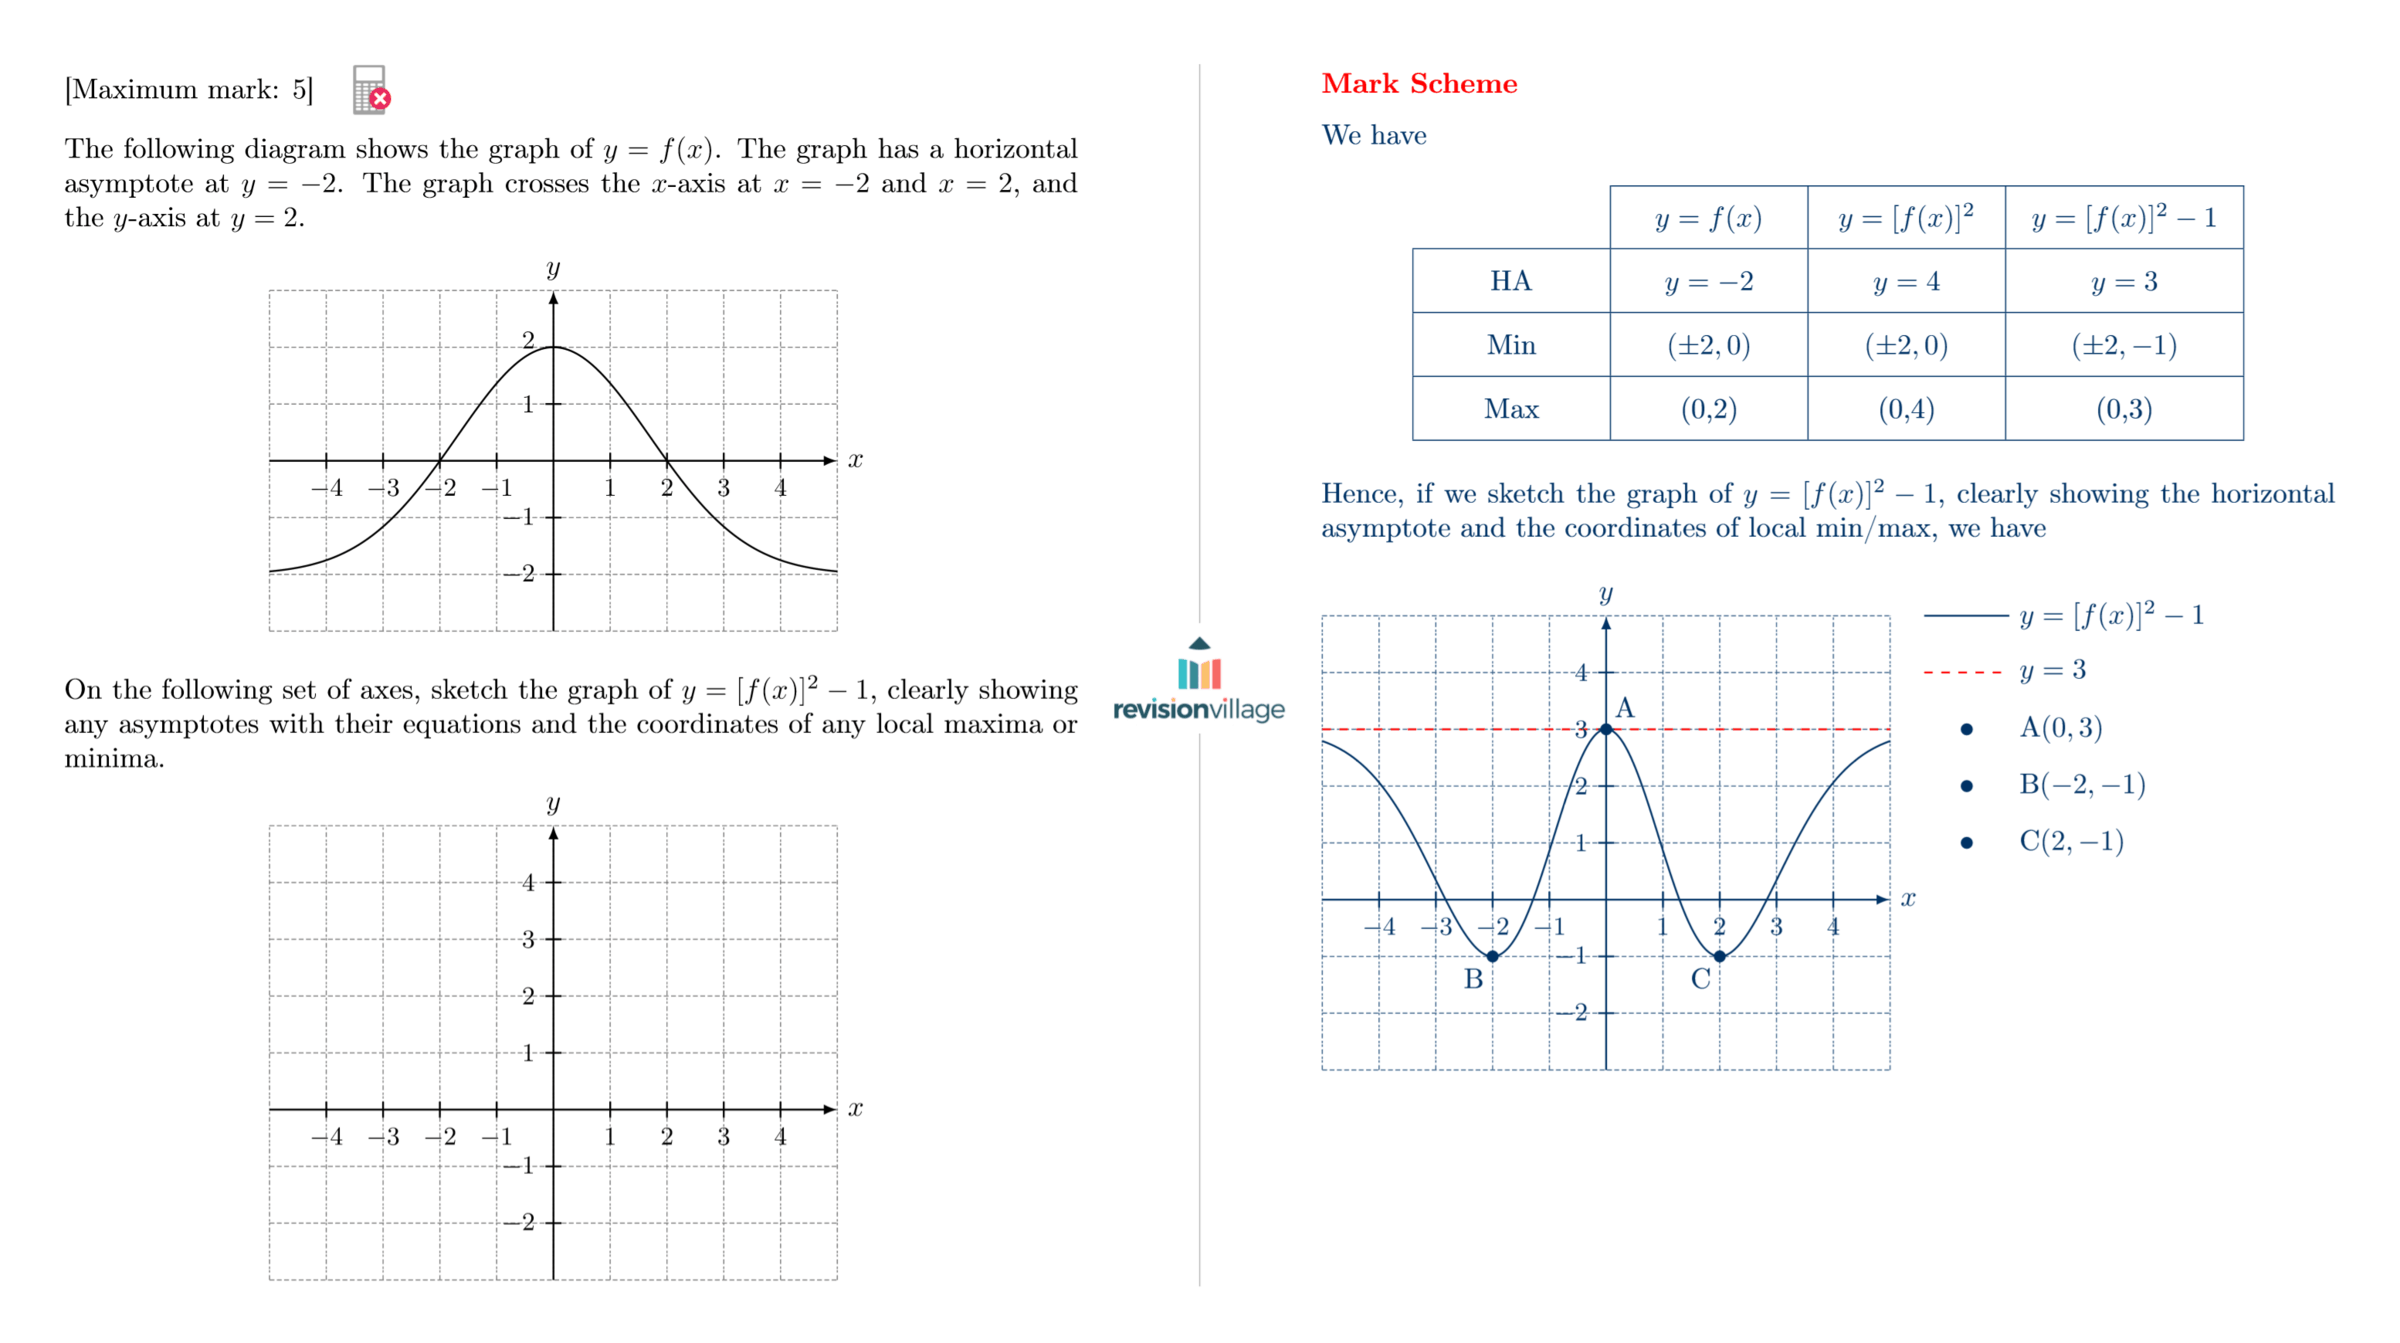 [Maximum mark: 5]
The following diagram shows the graph of y = f(x). The graph has a horizontal
asymptote at y = −2. The graph crosses the x-axis at x = −2 and x = 2, and
the y-axis at y = 2.
y
2
1
x
−4 −3 −2 −1 1 2 3 4
−1
−2
On the following set of axes, sketch the graph of y = [f(x)]² − 1, clearly showing
any asymptotes with their equations and the coordinates of any local maxima or
minima.
y
4
3
2
1
x
−4 −3 −2 −1 1 2 3 4
−1
−2
revisionvillage
Mark Scheme
We have
y = f(x) y = [f(x)]² y = [f(x)]² − 1
HA y = −2 y = 4 y = 3
Min (±2, 0) (±2, 0) (±2, −1)
Max (0,2) (0,4) (0,3)
Hence, if we sketch the graph of y = [f(x)]² − 1, clearly showing the horizontal
asymptote and the coordinates of local min/max, we have
y
4
A
3
2
1
x
−4 −3 −2 −1 1 2 3 4
−1
B C
−2
y = [f(x)]² − 1
y = 3
A(0, 3)
B(−2, −1)
C(2, −1)